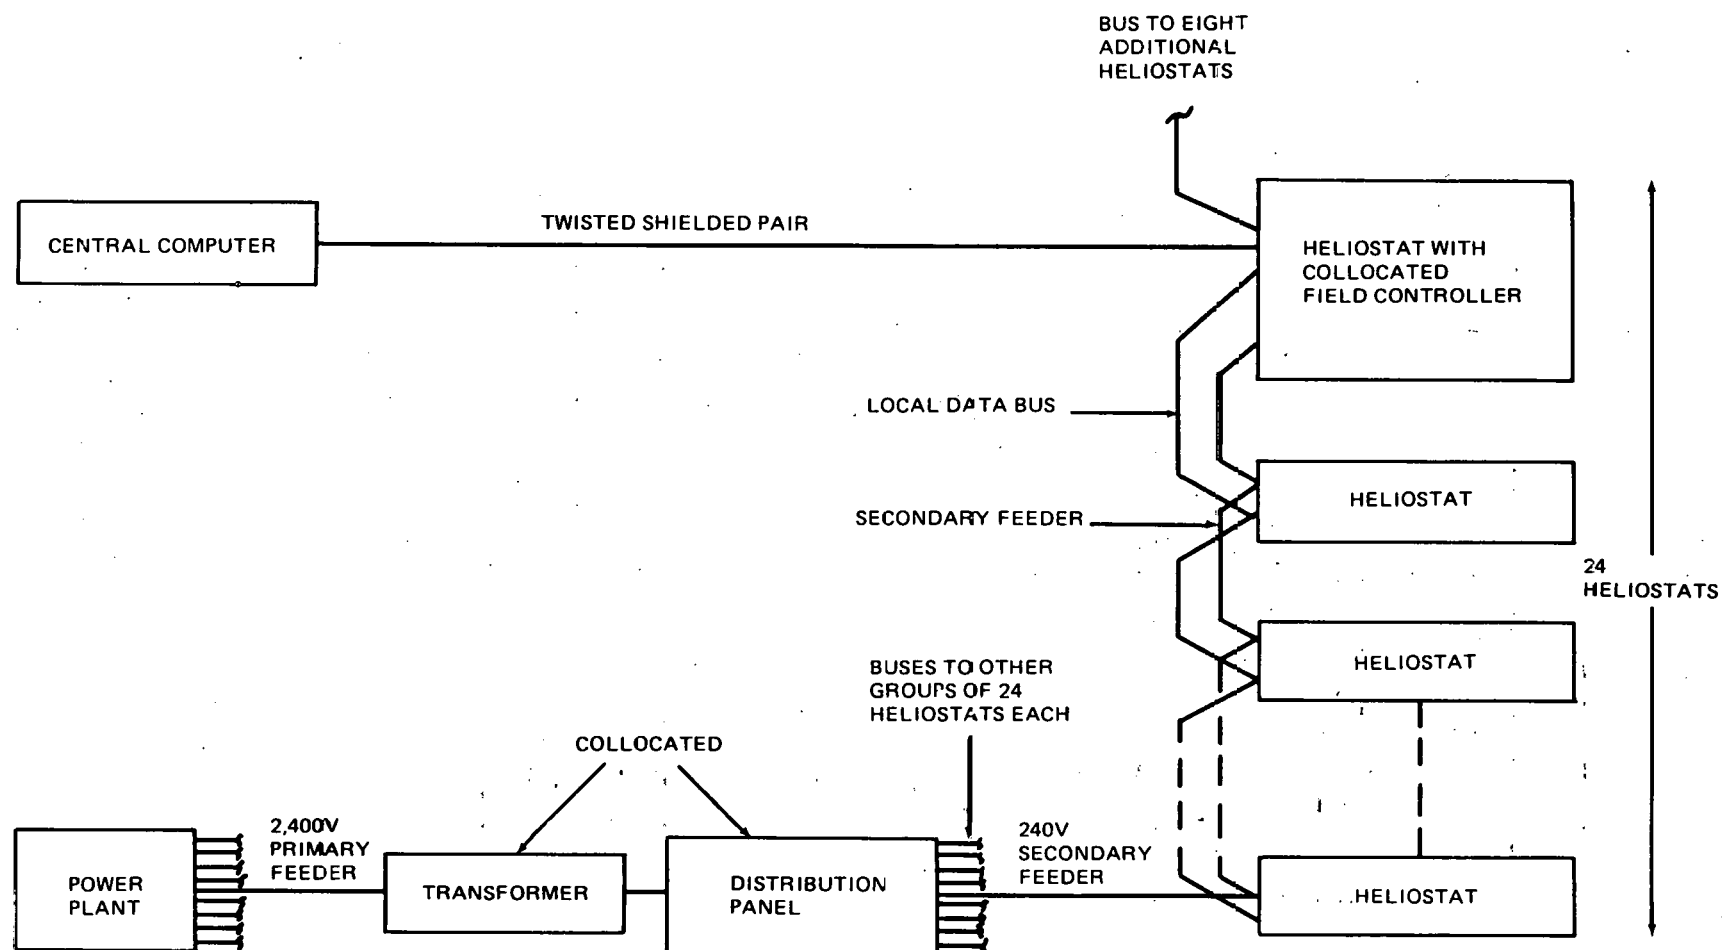 BUS TO EIGHT
ADDITIONAL
HELIOSTATS
TWISTED SHIELDED PAIR
CENTRAL COMPUTER
HELIOSTAT WITH
COLLOCATED
FIELD CONTROLLER
LOCAL DATA BUS
HELIOSTAT
SECONDARY FEEDER
24
HELIOSTATS
HELIOSTAT
BUSES TO OTHER
GROUPS OF 24
HELIOSTATS EACH
COLLOCATED
2,400V
PRIMARY
FEEDER
240V
SECONDARY
FEEDER
POWER
PLANT
TRANSFORMER
DISTRIBUTION
PANEL
HELIOSTAT